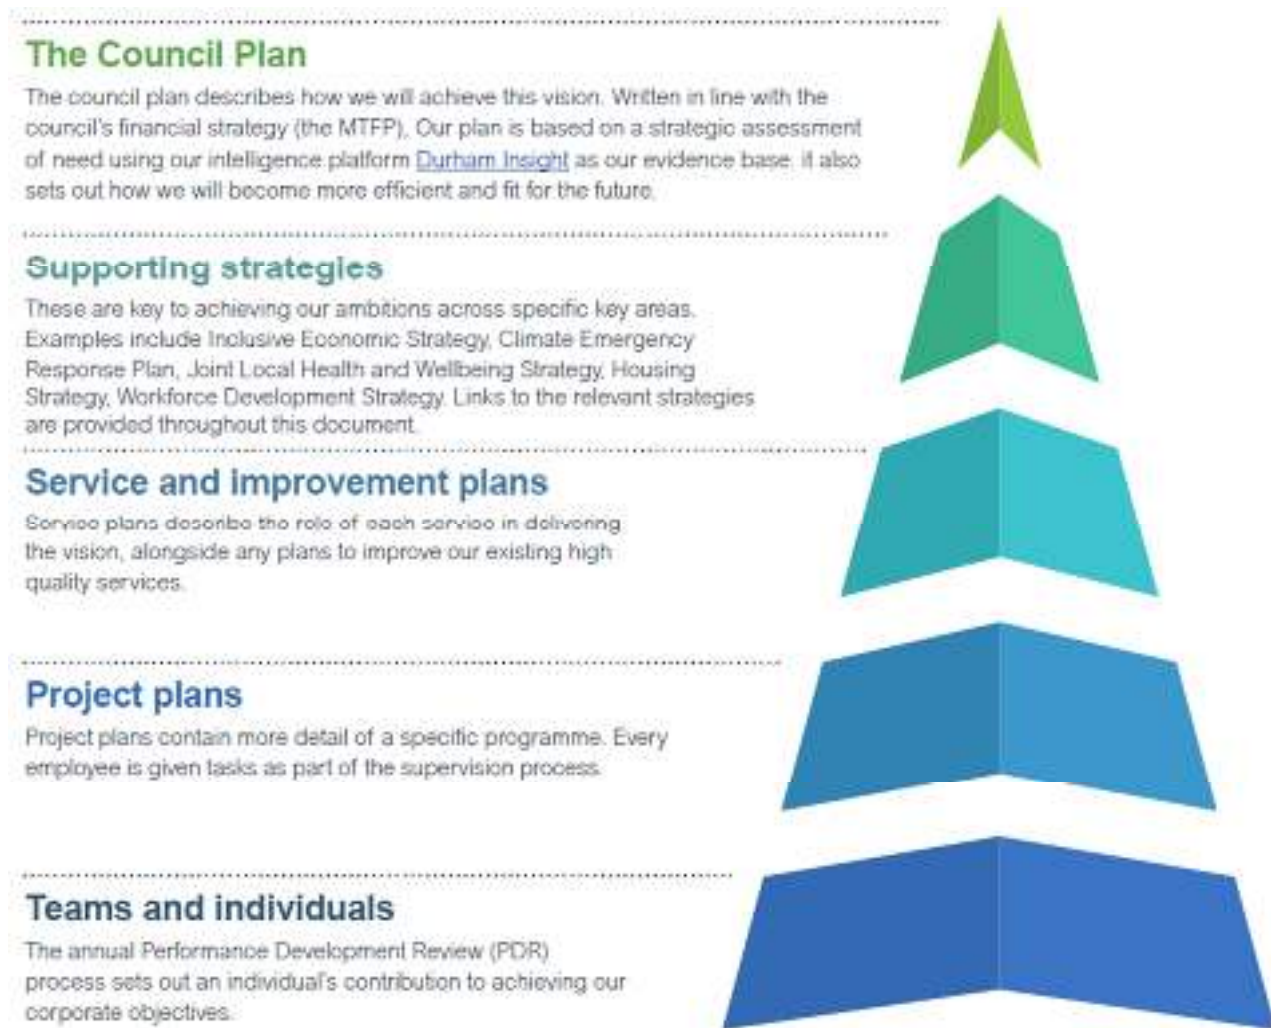 The Council Plan
The council plan describes how we will achieve this vision. Written in line with the
council's financial strategy (the MTFP). Our plan is based on a strategic assessment
of need using our intelligence platform Durham Insight as our evidence base: it also
sets out how we will become more efficient and fit for the future.
Supporting strategies
These are key to achieving our ambitions across specific key areas.
Examples include Inclusive Economic Strategy, Climate Emergency
Response Plan, Joint Local Health and Wellbeing Strategy, Housing
Strategy, Workforce Development Strategy. Links to the relevant strategies
are provided throughout this document.
Service and improvement plans
Service plans describe the role of each service in delivering
the vision, alongside any plans to improve our existing high
quality services.
Project plans
Project plans contain more detail of a specific programme. Every
employee is given tasks as part of the supervision process.
Teams and individuals
The annual Performance Development Review (PDR)
process sets out an individual's contribution to achieving our
corporate objectives.